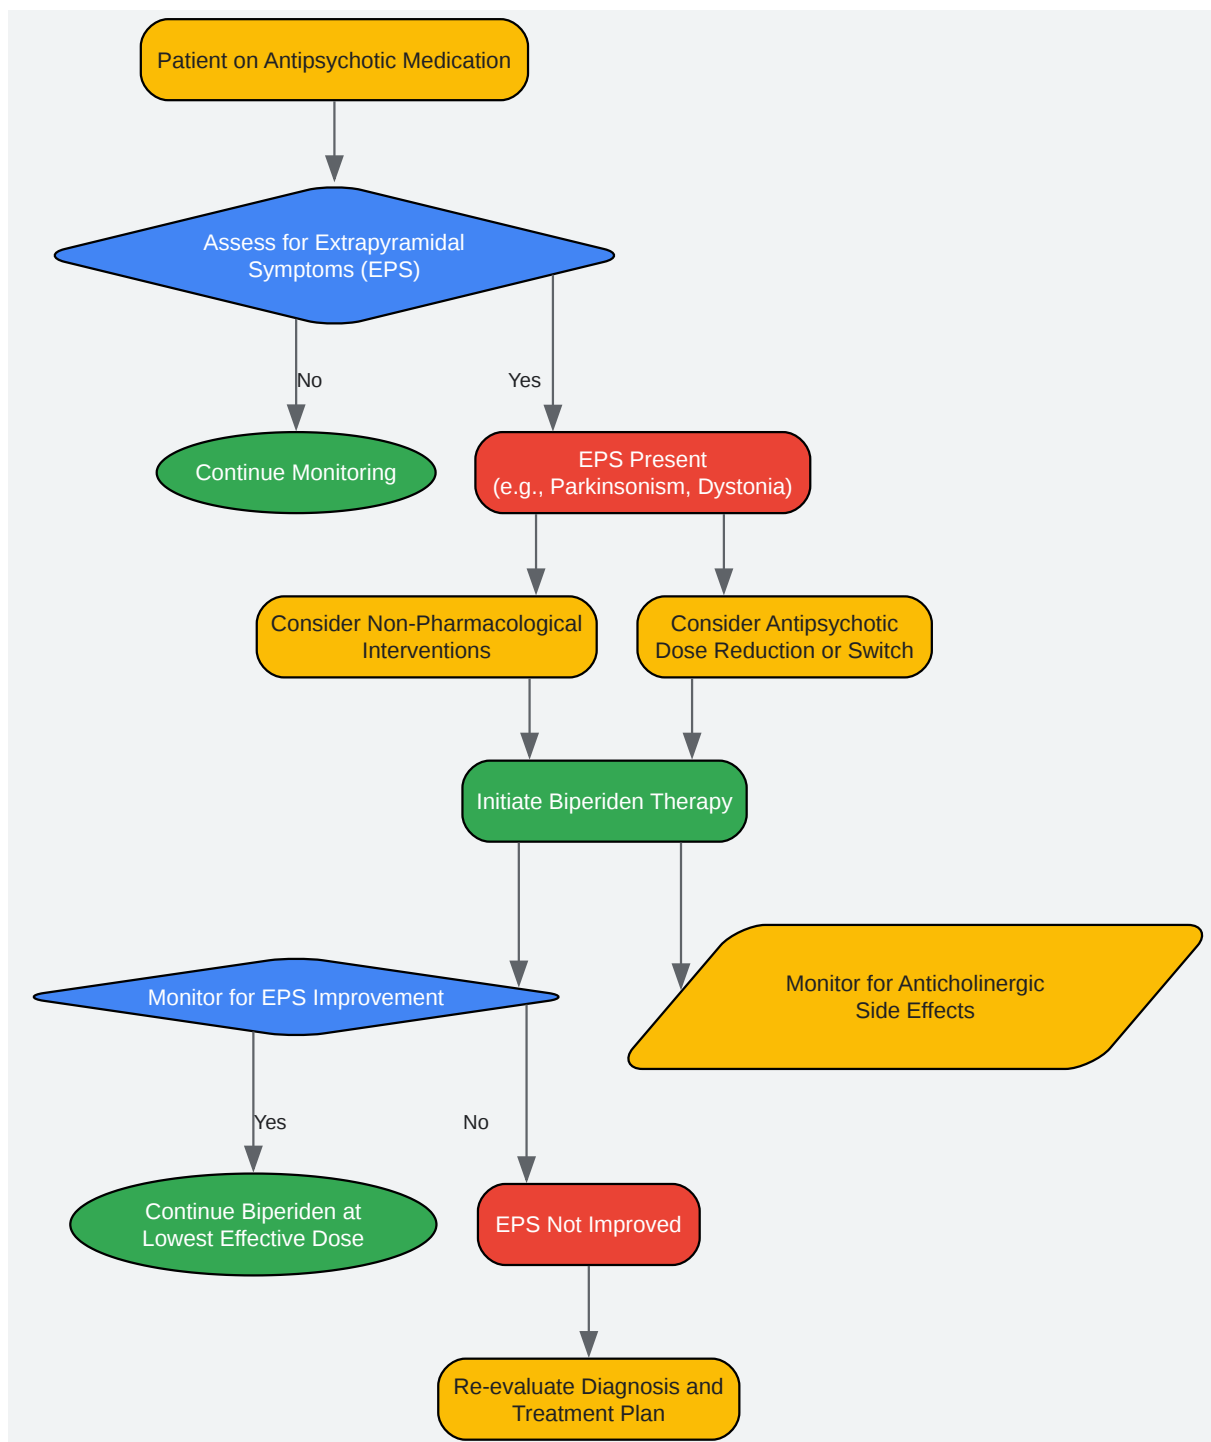 Patient on Antipsychotic Medication
Assess for Extrapyramidal
Symptoms (EPS)
No
Yes
Continue Monitoring
EPS Present
(e.g., Parkinsonism, Dystonia)
Consider Non-Pharmacological
Interventions
Consider Antipsychotic
Dose Reduction or Switch
Initiate Biperiden Therapy
Monitor for EPS Improvement
Monitor for Anticholinergic
Side Effects
Yes
No
Continue Biperiden at
Lowest Effective Dose
EPS Not Improved
Re-evaluate Diagnosis and
Treatment Plan